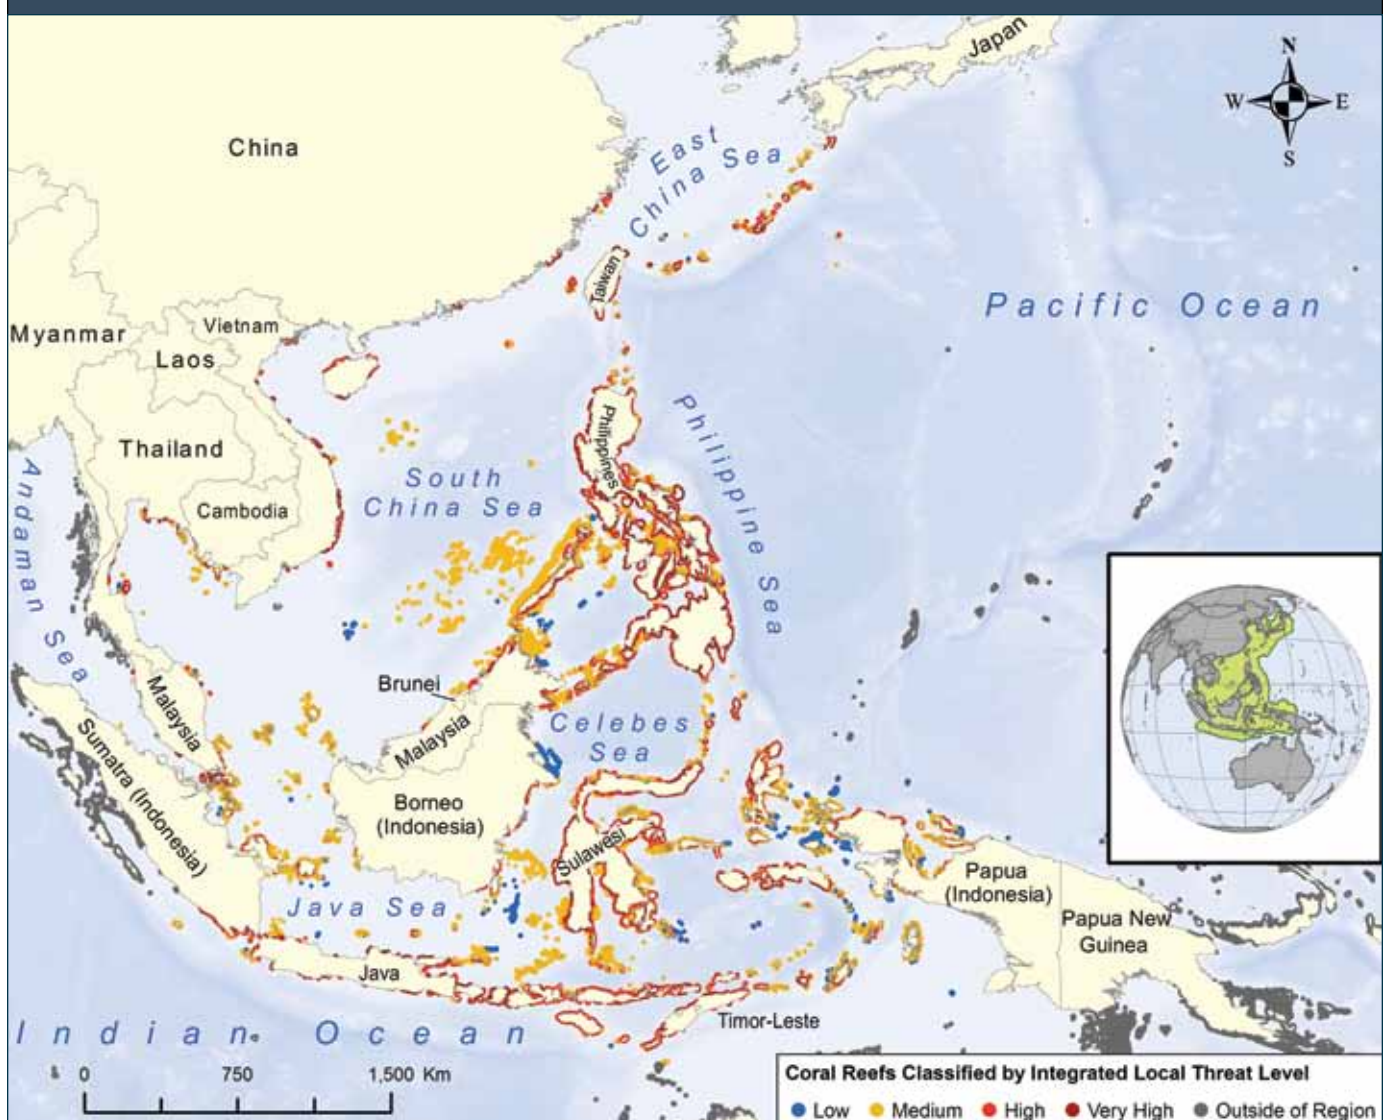 Japan
N
W E
S
China
East
China Sea
Taiwan
Pacific Ocean
Myanmar
Vietnam
Laos
Thailand
Philippines
Philippine Sea
South
China Sea
Cambodia
Andaman Sea
Brunei
Malaysia
Malaysia
Celebes
Sea
Sumatra (Indonesia)
Borneo
(Indonesia)
Sulawesi
Papua
(Indonesia)
Papua New
Guinea
Java Sea
Java
Timor-Leste
Indian Ocean
0 750 1,500 Km
Coral Reefs Classified by Integrated Local Threat Level
Low Medium High Very High Outside of Region